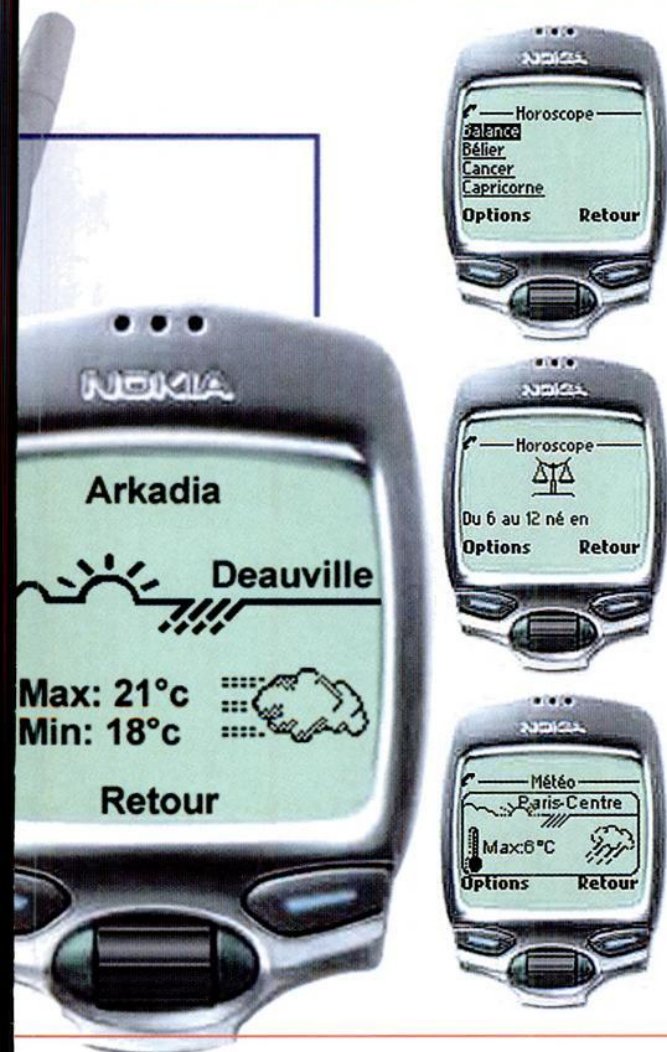 NOKIA
Arkadia
Deauville
Max: 21°c
Min: 18°c
Retour
NOKIA
Horoscope
Balance
Bélier
Cancer
Capricorne
Options Retour
NOKIA
Horoscope
Du 6 au 12 né en
Options Retour
NOKIA
Météo
Paris-Centre
Max:6°C
Options Retour